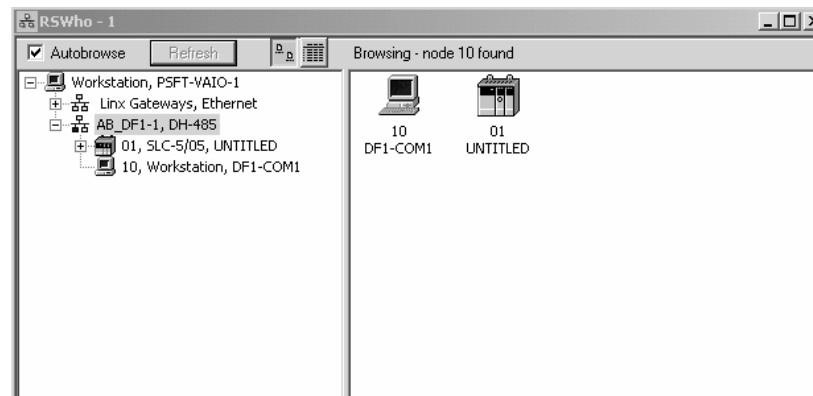 RSWho - 1
Autobrowse Refresh Browsing - node 10 found
Workstation, PSFT-VAIO-1
Linx Gateways, Ethernet
AB_DF1-1, DH-485
01, SLC-5/05, UNTITLED
10, Workstation, DF1-COM1
10
DF1-COM1
01
UNTITLED